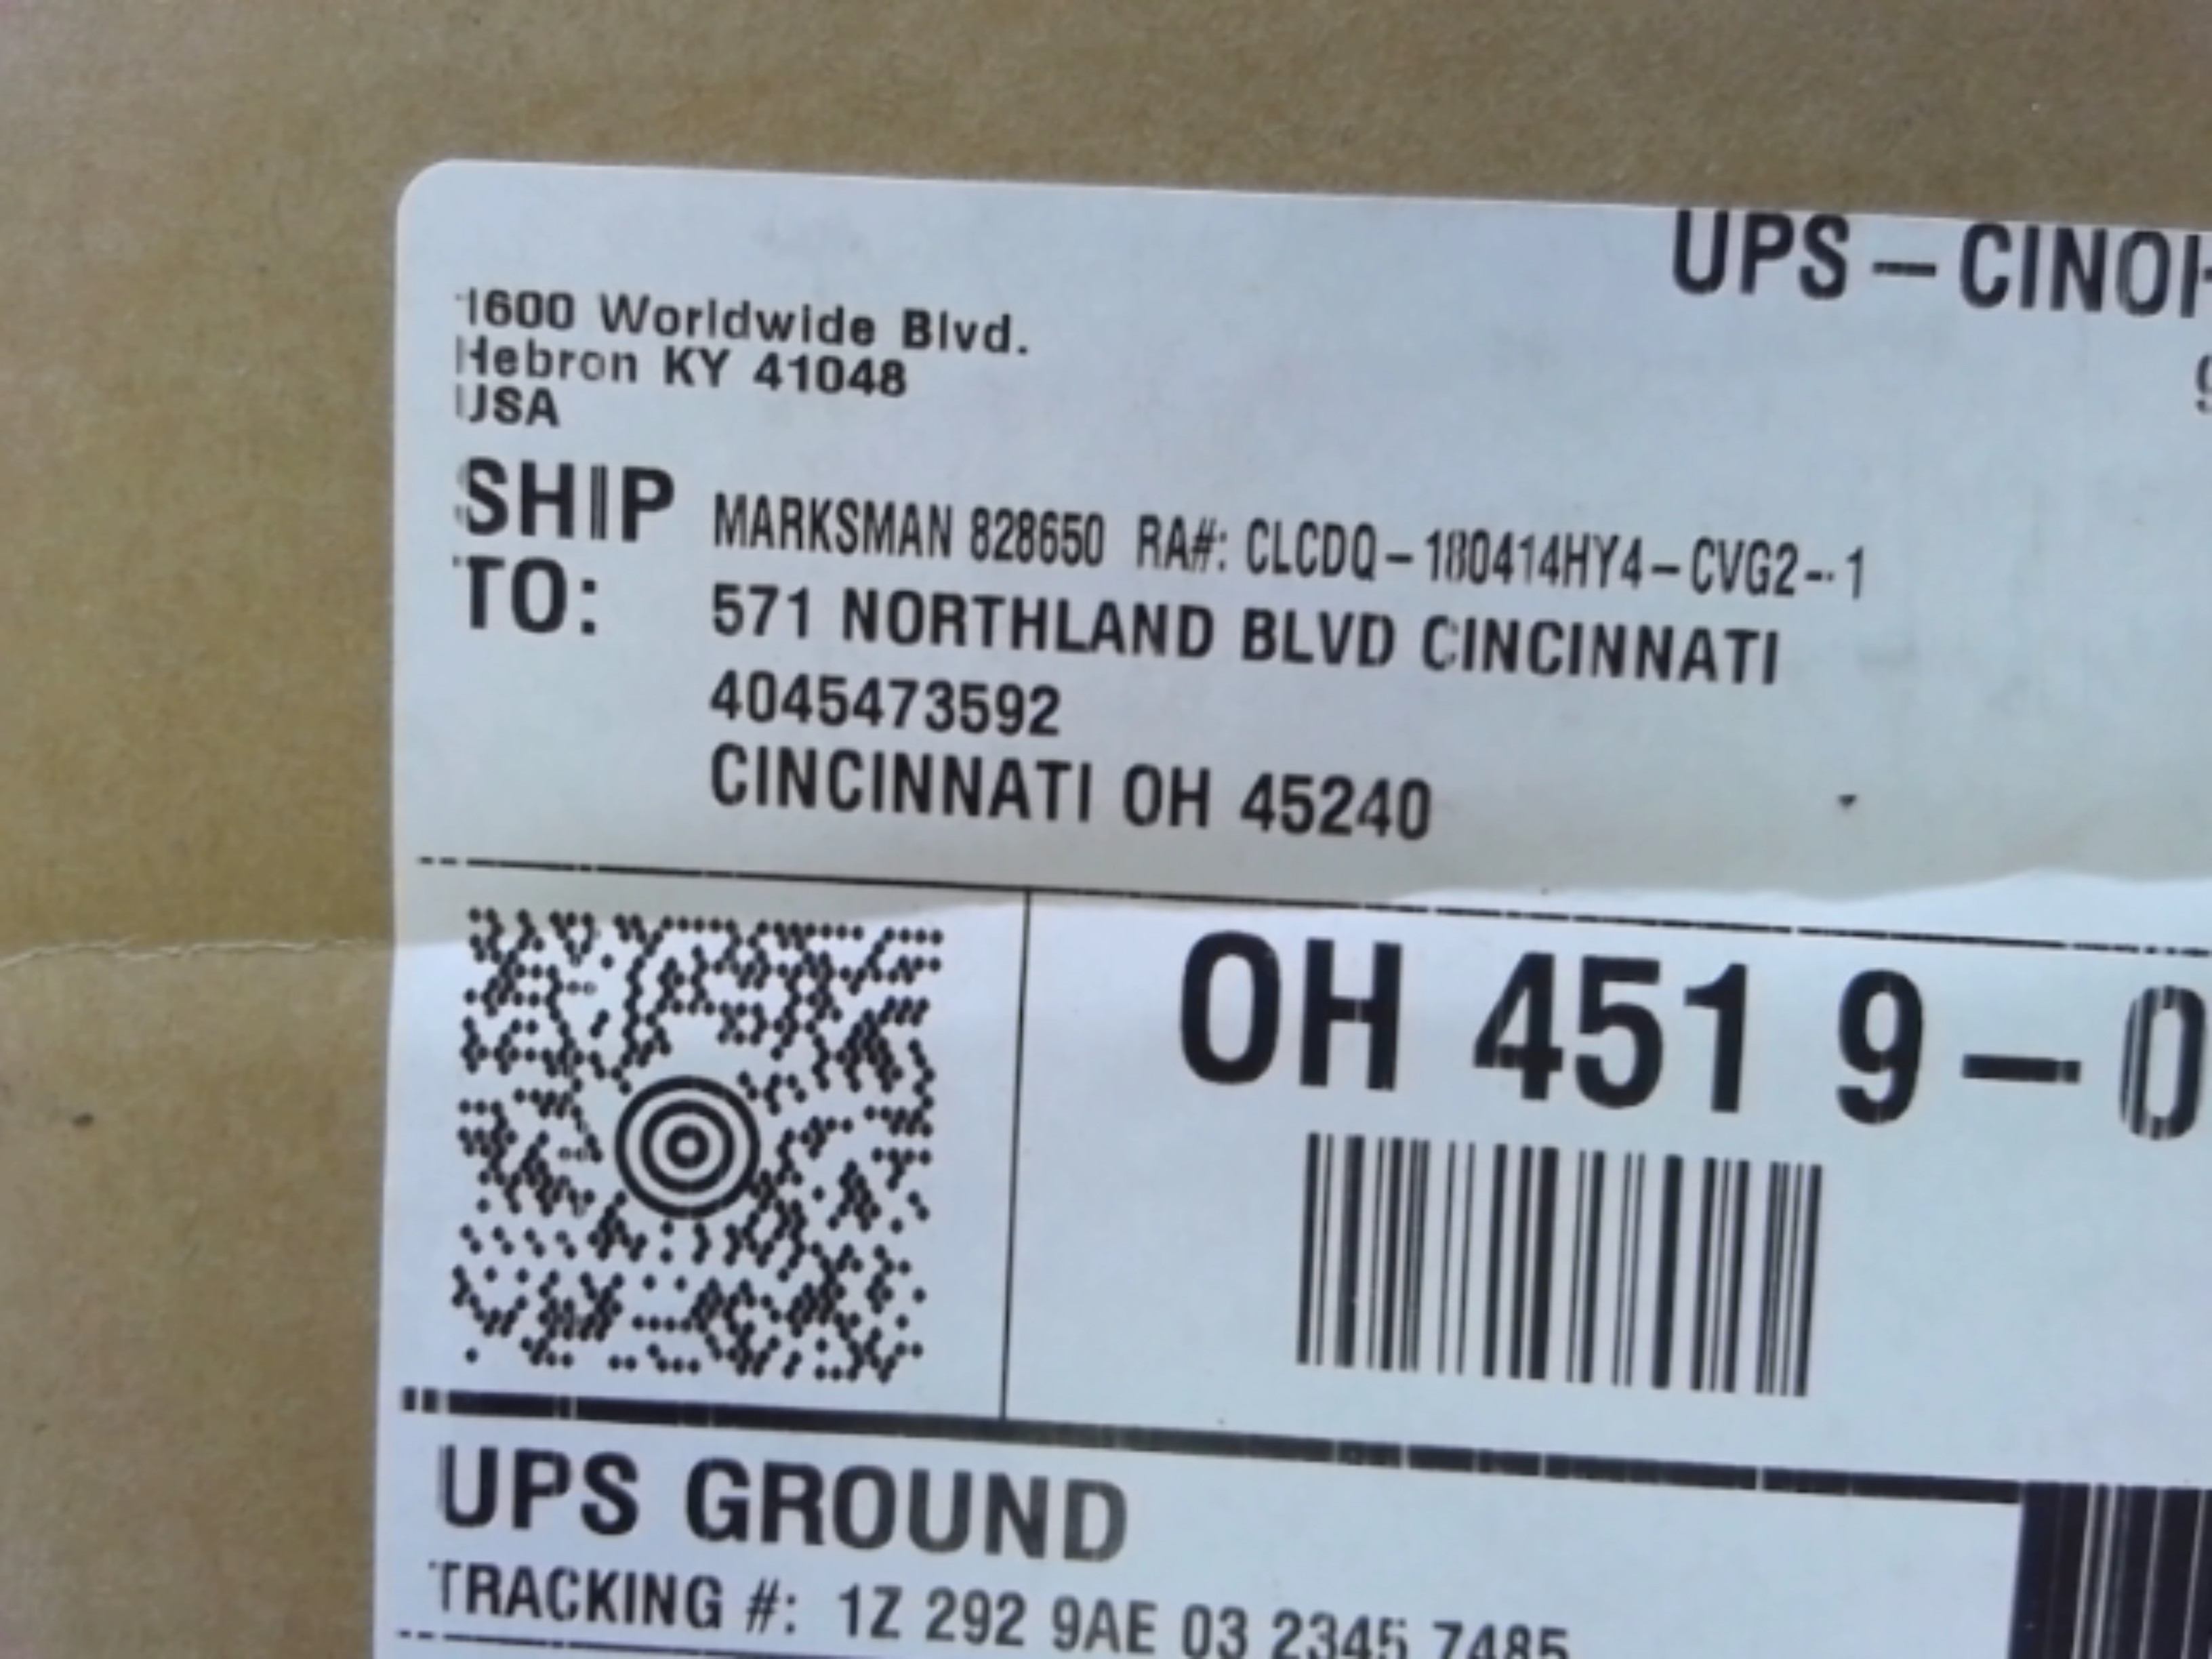 UPS - CINOH
1600 Worldwide Blvd.
Hebron KY 41048
USA
SHIP TO:
MARKSMAN 828650 RA#: CLCDQ-180414HY4-CVG2-1
571 NORTHLAND BLVD CINCINNATI
4045473592
CINCINNATI OH 45240
OH 451 9-0
UPS GROUND
TRACKING #: 1Z 292 9AE 03 2345 7485